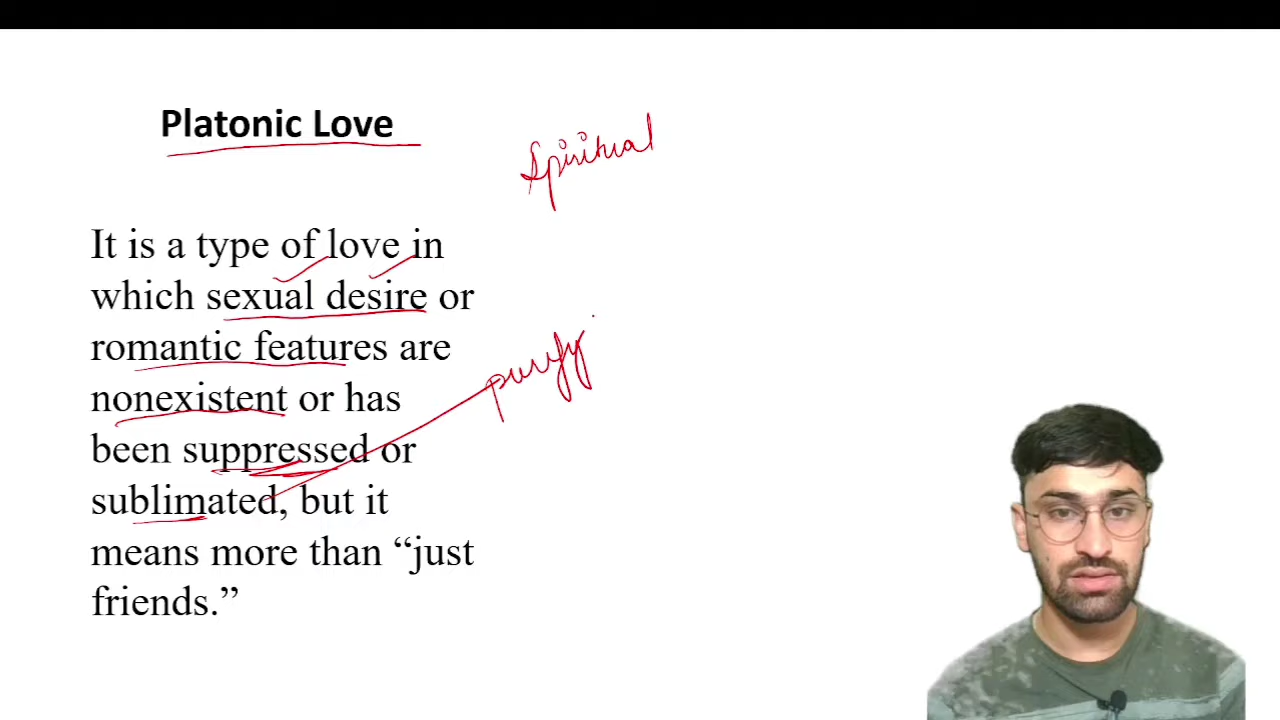 Platonic Love
Spiritual
It is a type of love in
which sexual desire or
romantic features are
nonexistent or has
purify
been suppressed or
sublimated, but it
means more than “just
friends.”